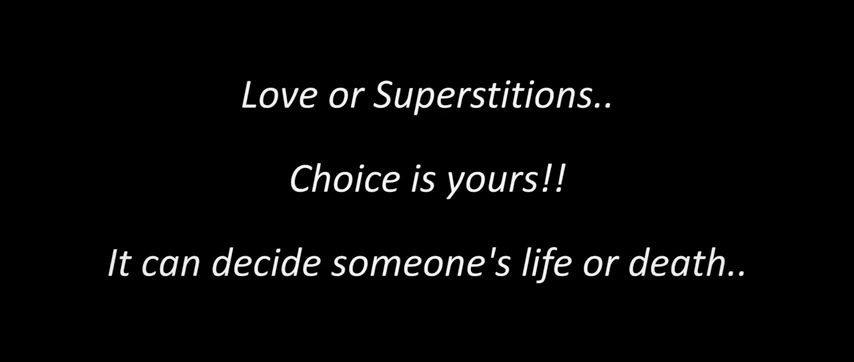 Love or Superstitions..
Choice is yours!!
It can decide someone's life or death..